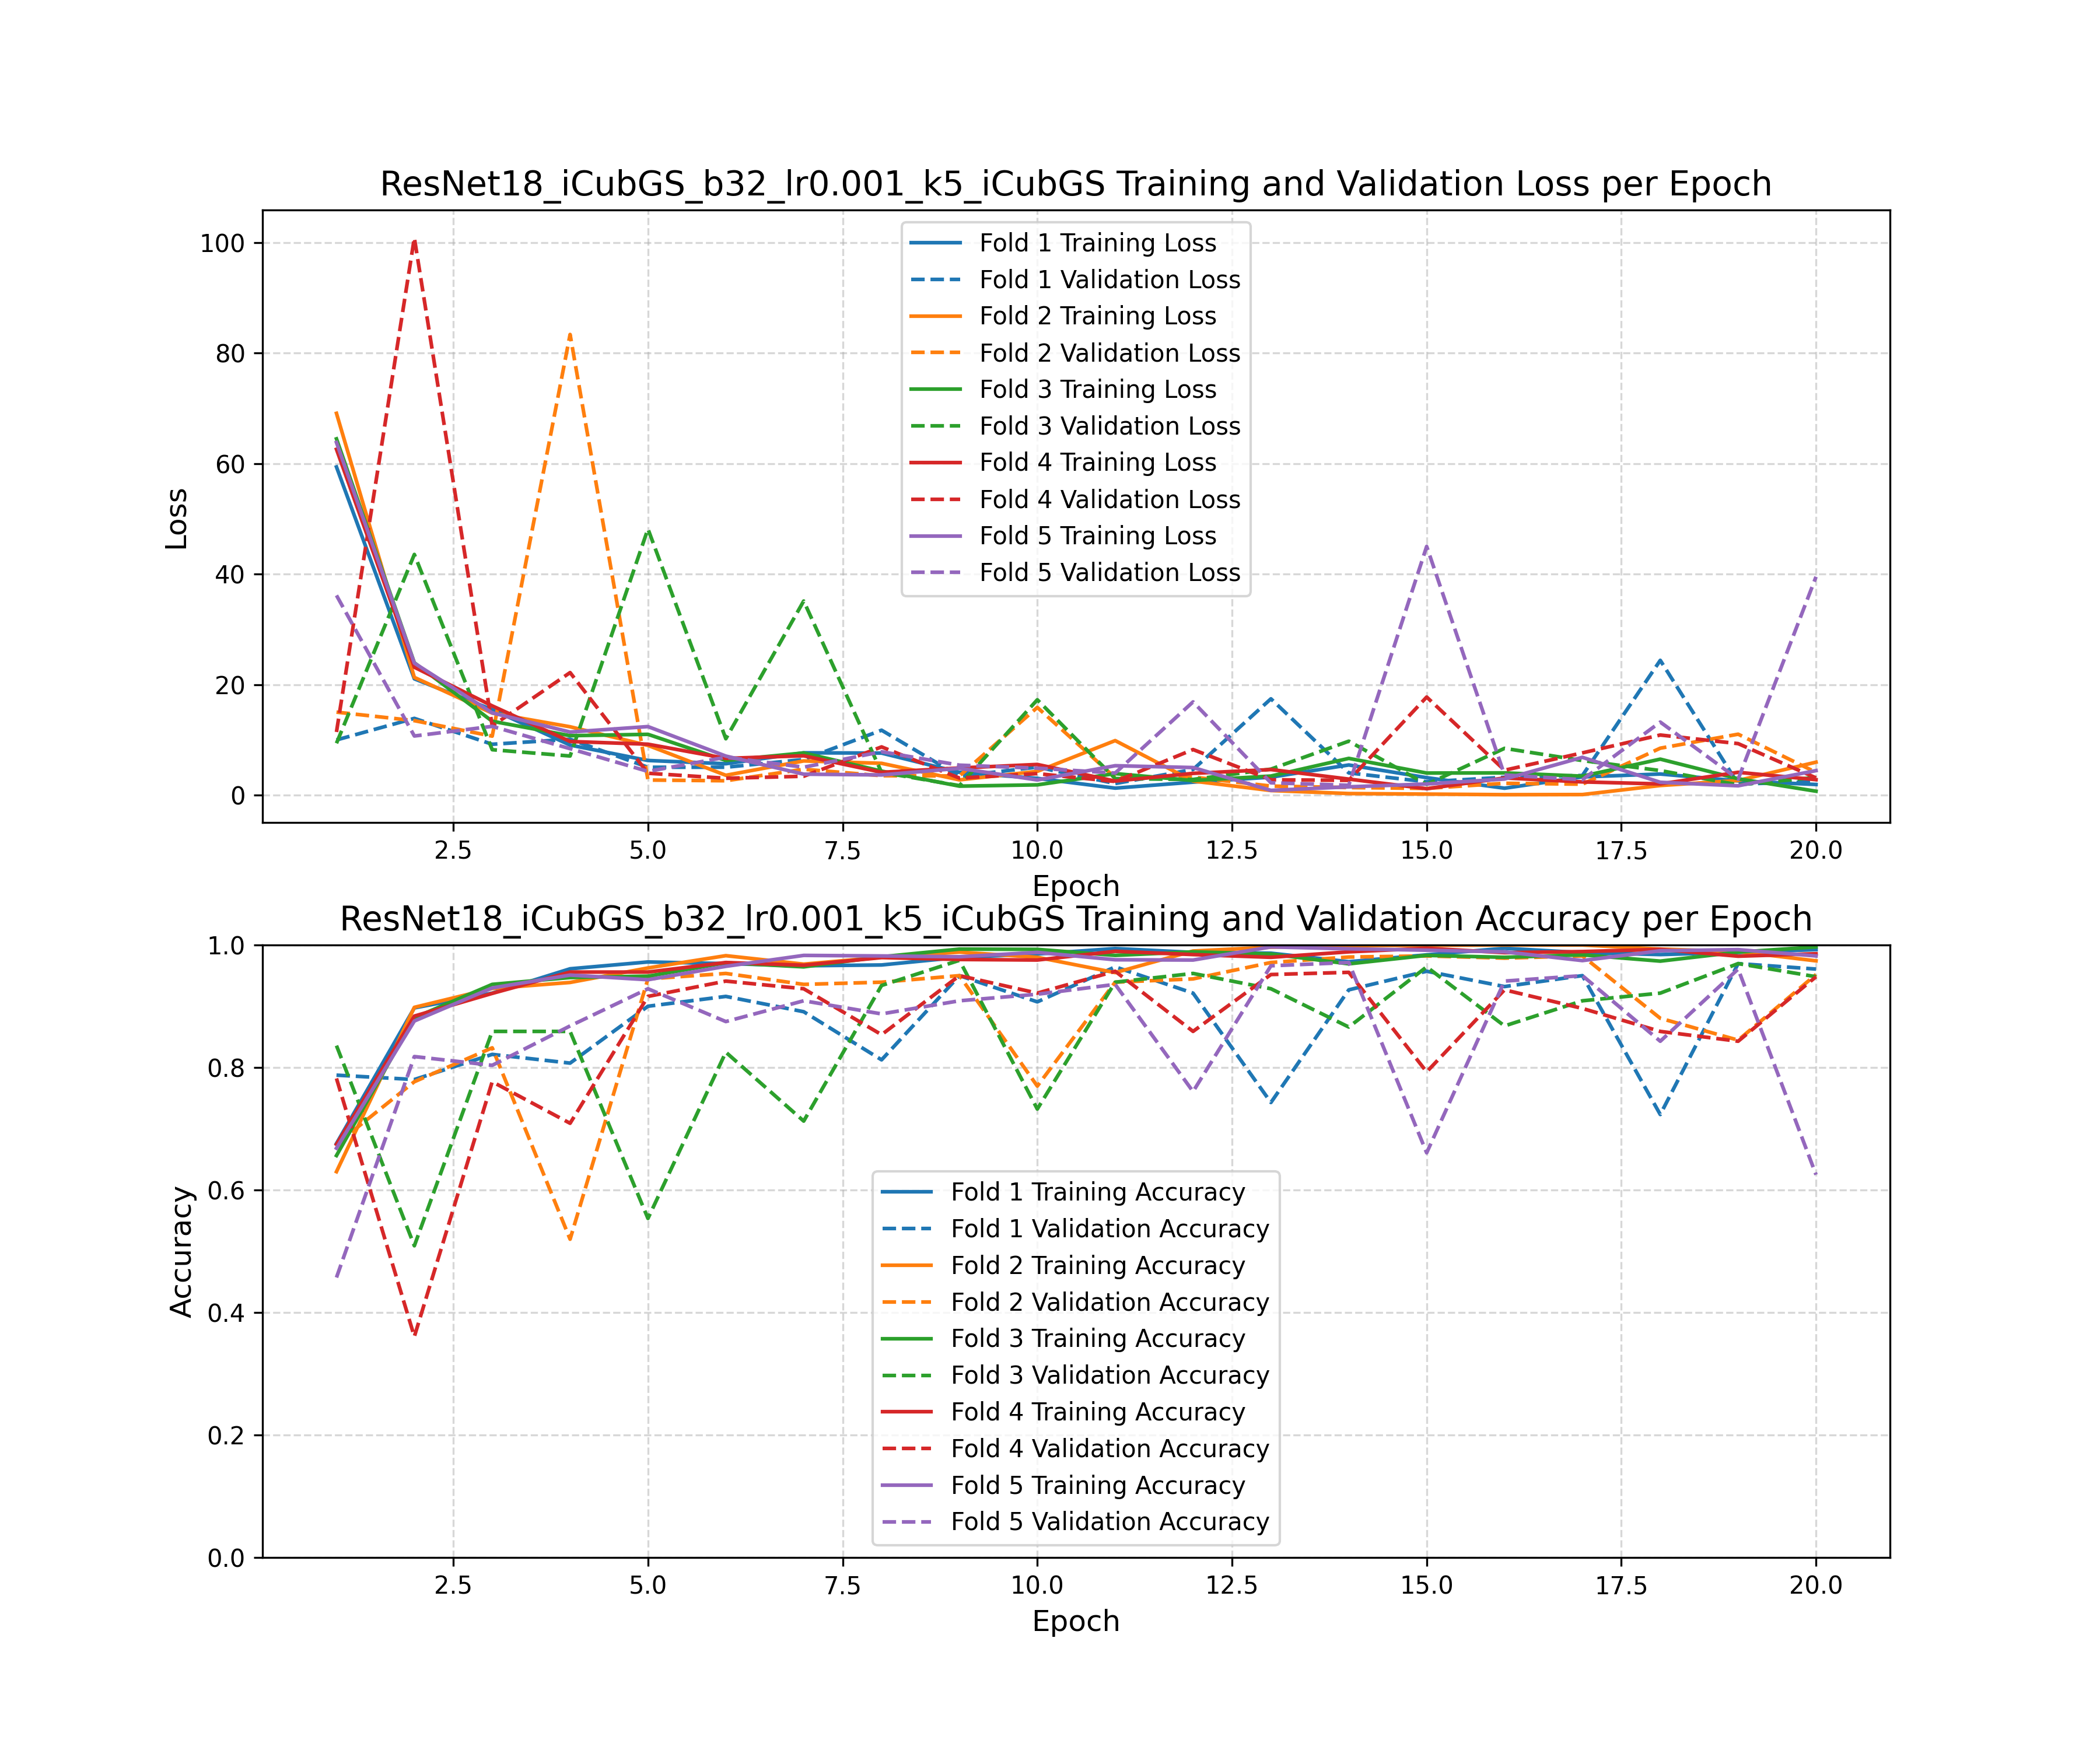 ResNet18_iCubGS_b32_lr0.001_k5_iCubGS Training and Validation Loss per Epoch
Loss
100
80
60
40
20
0
Fold 1 Training Loss
Fold 1 Validation Loss
Fold 2 Training Loss
Fold 2 Validation Loss
Fold 3 Training Loss
Fold 3 Validation Loss
Fold 4 Training Loss
Fold 4 Validation Loss
Fold 5 Training Loss
Fold 5 Validation Loss
2.5 5.0 7.5 10.0 12.5 15.0 17.5 20.0
Epoch
ResNet18_iCubGS_b32_lr0.001_k5_iCubGS Training and Validation Accuracy per Epoch
Accuracy
1.0
0.8
0.6
0.4
0.2
0.0
Fold 1 Training Accuracy
Fold 1 Validation Accuracy
Fold 2 Training Accuracy
Fold 2 Validation Accuracy
Fold 3 Training Accuracy
Fold 3 Validation Accuracy
Fold 4 Training Accuracy
Fold 4 Validation Accuracy
Fold 5 Training Accuracy
Fold 5 Validation Accuracy
2.5 5.0 7.5 10.0 12.5 15.0 17.5 20.0
Epoch